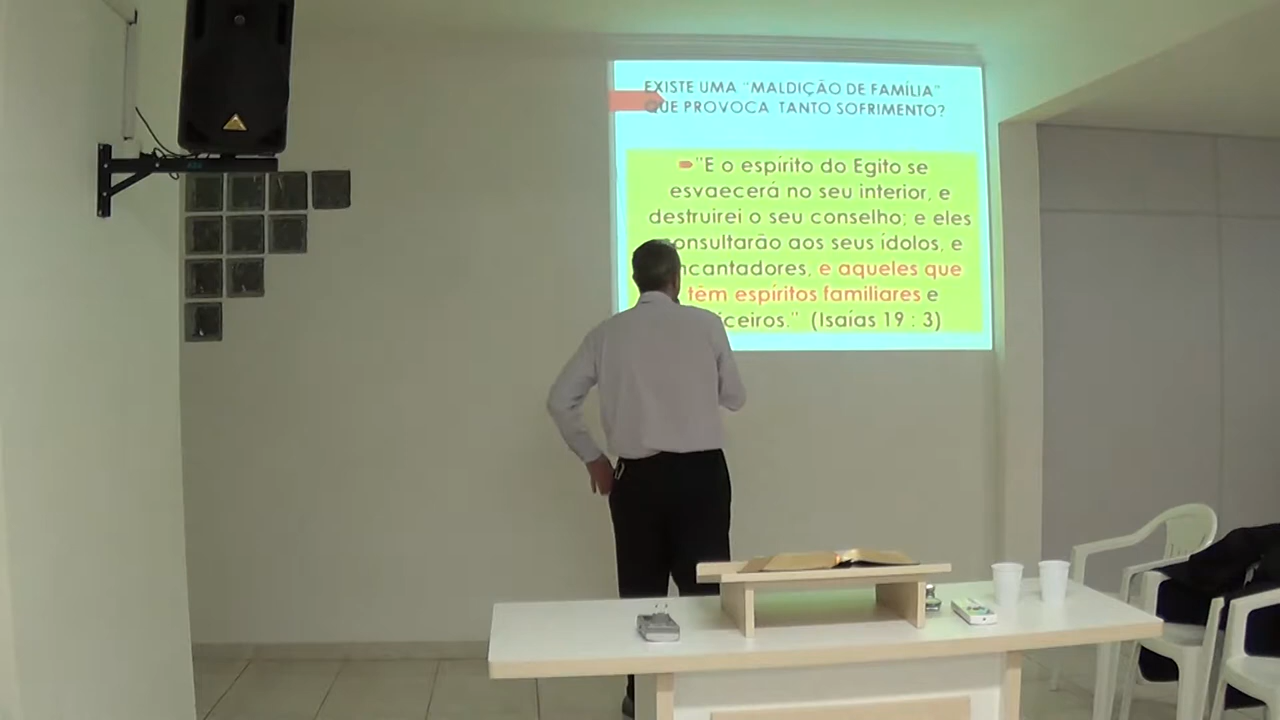 EXISTE UMA "MALDIÇÃO DE FAMÍLIA"
QUE PROVOCA TANTO SOFRIMENTO?
"E o espírito do Egito se
esvaecerá no seu interior, e
destruirei o seu conselho; e eles
consultarão aos seus ídolos, e
encantadores, e aqueles que
têm espíritos familiares e
(Isaías 19 : 3)